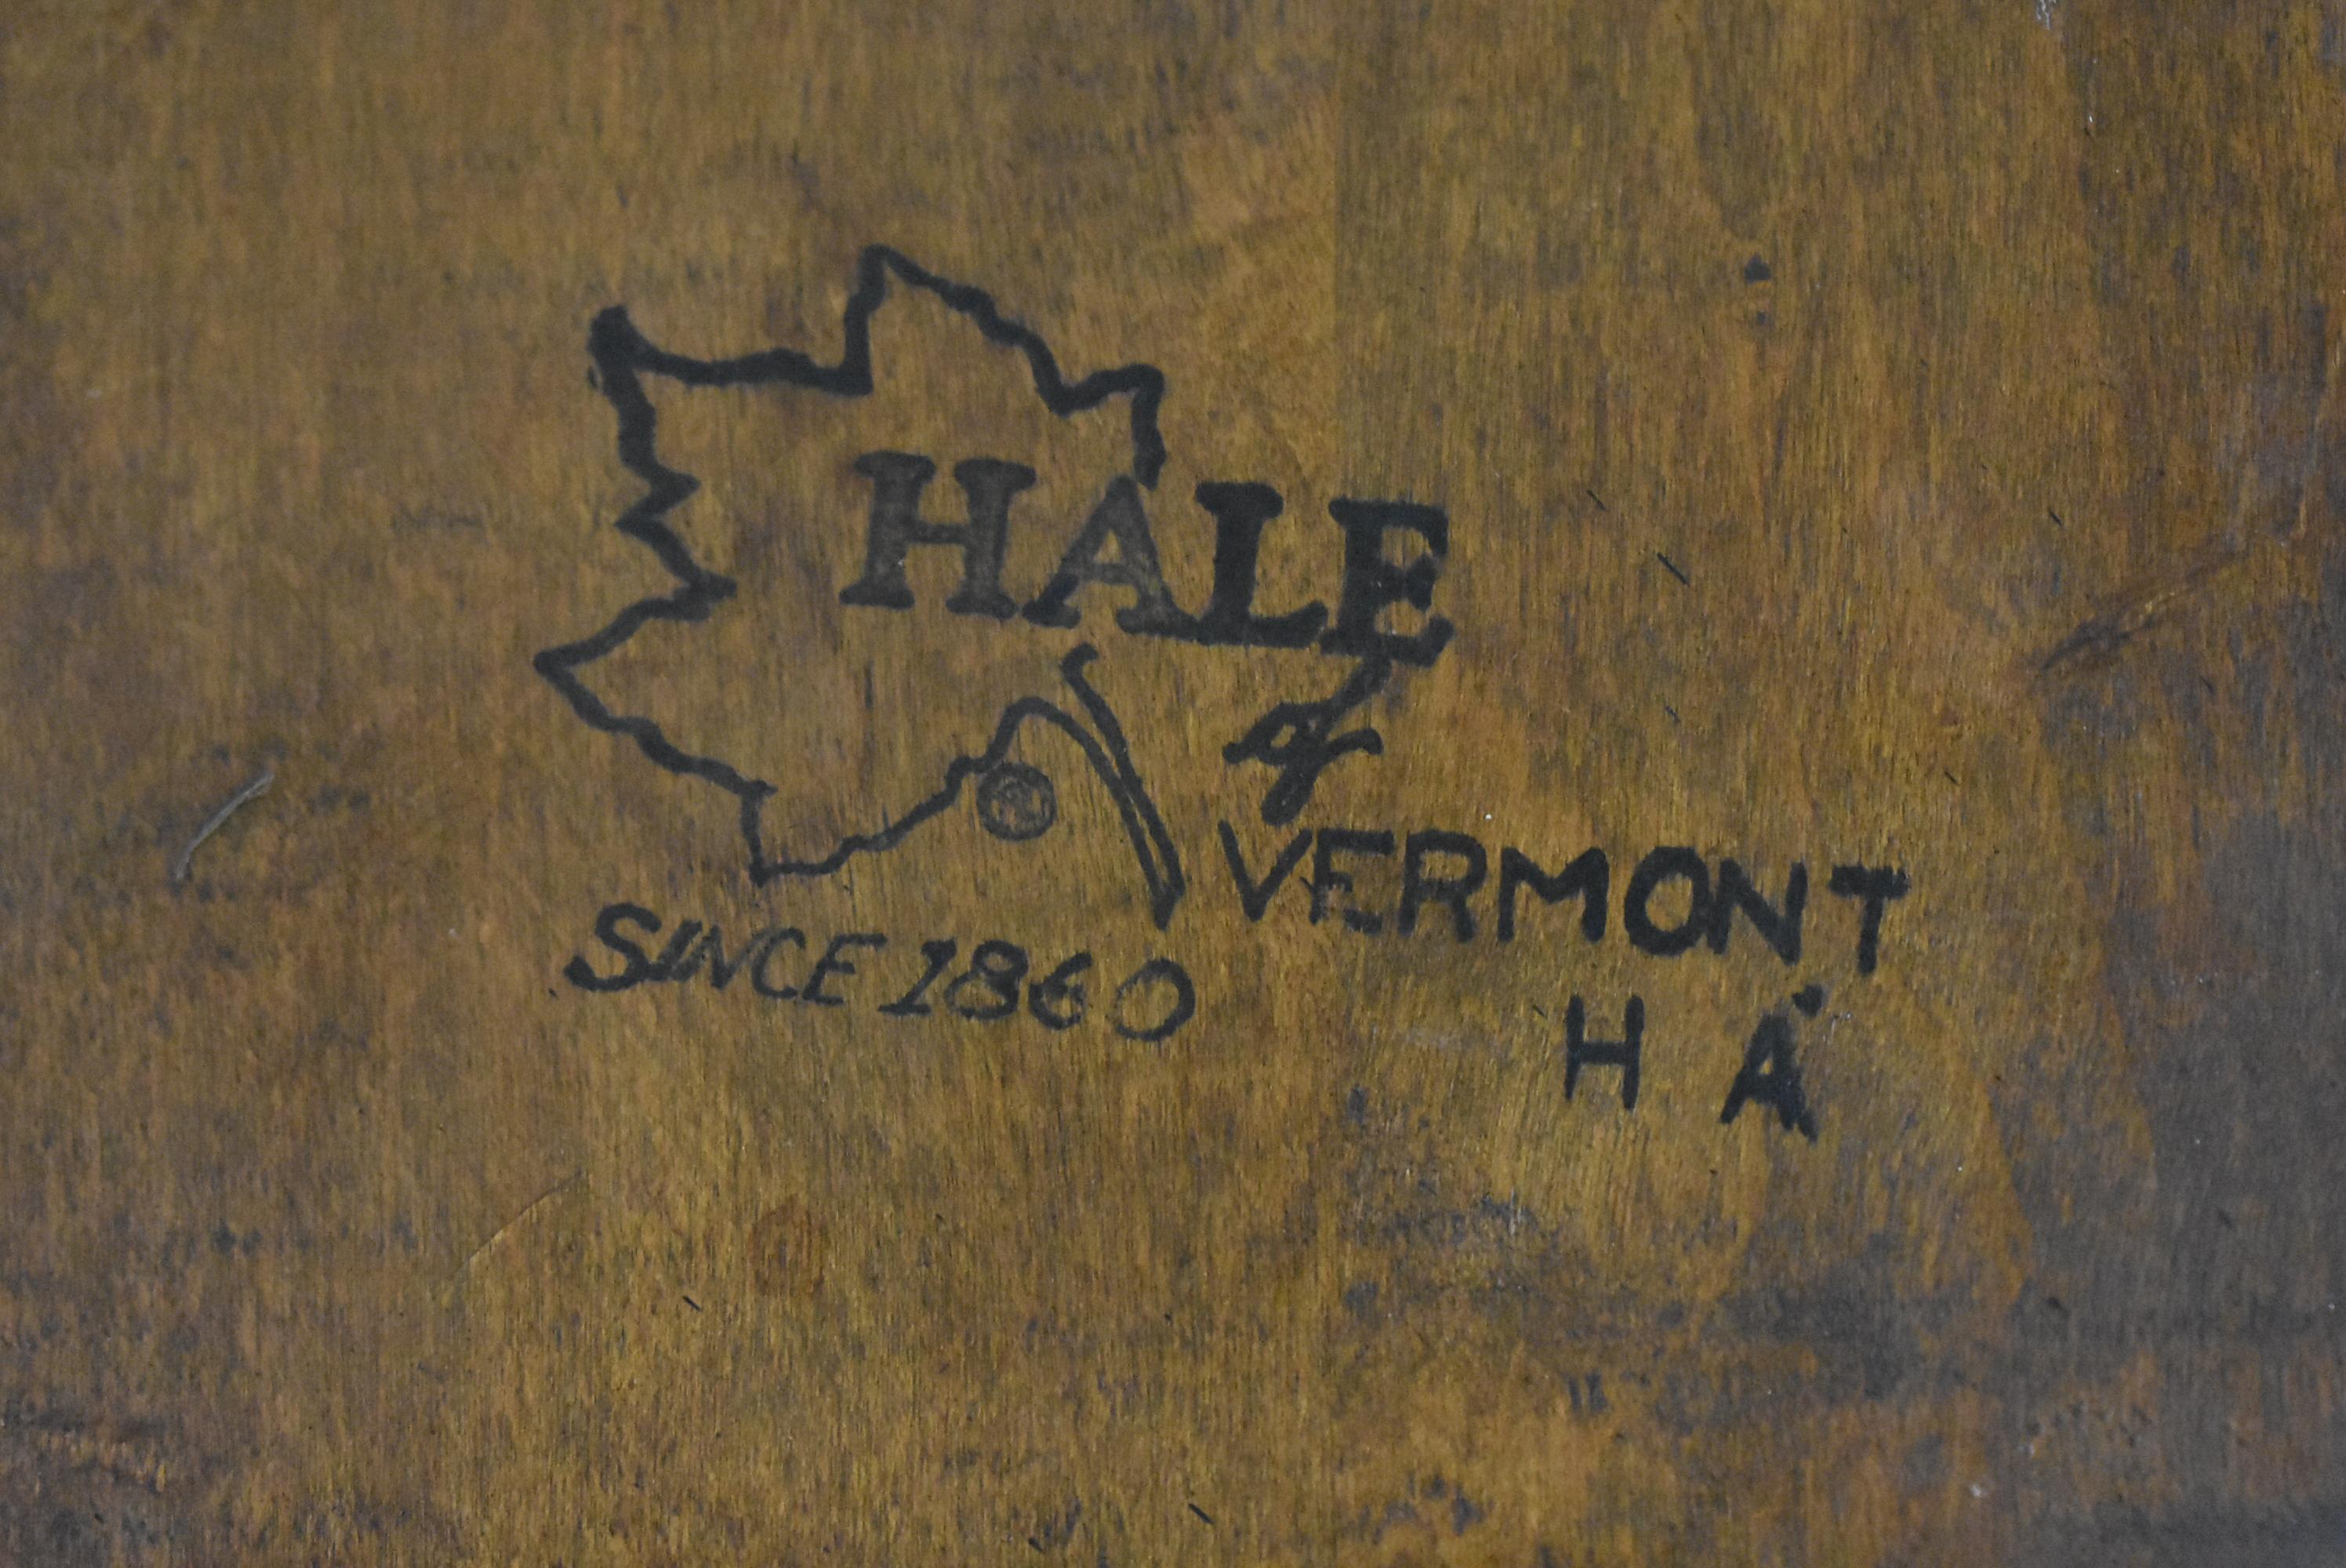 HALE
of
VERMONT
SINCE 1860
H A